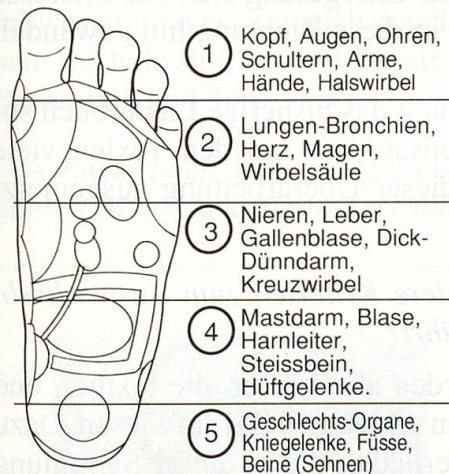 1 Kopf, Augen, Ohren,
Schultern, Arme,
Hände, Halswirbel
2 Lungen-Bronchien,
Herz, Magen,
Wirbelsäule
3 Nieren, Leber,
Gallenblase, Dick-
Dünndarm,
Kreuzwirbel
4 Mastdarm, Blase,
Harnleiter,
Steissbein,
Hüftgelenke.
5 Geschlechts-Organe,
Kniegelenke, Füsse,
Beine (Sehnen)